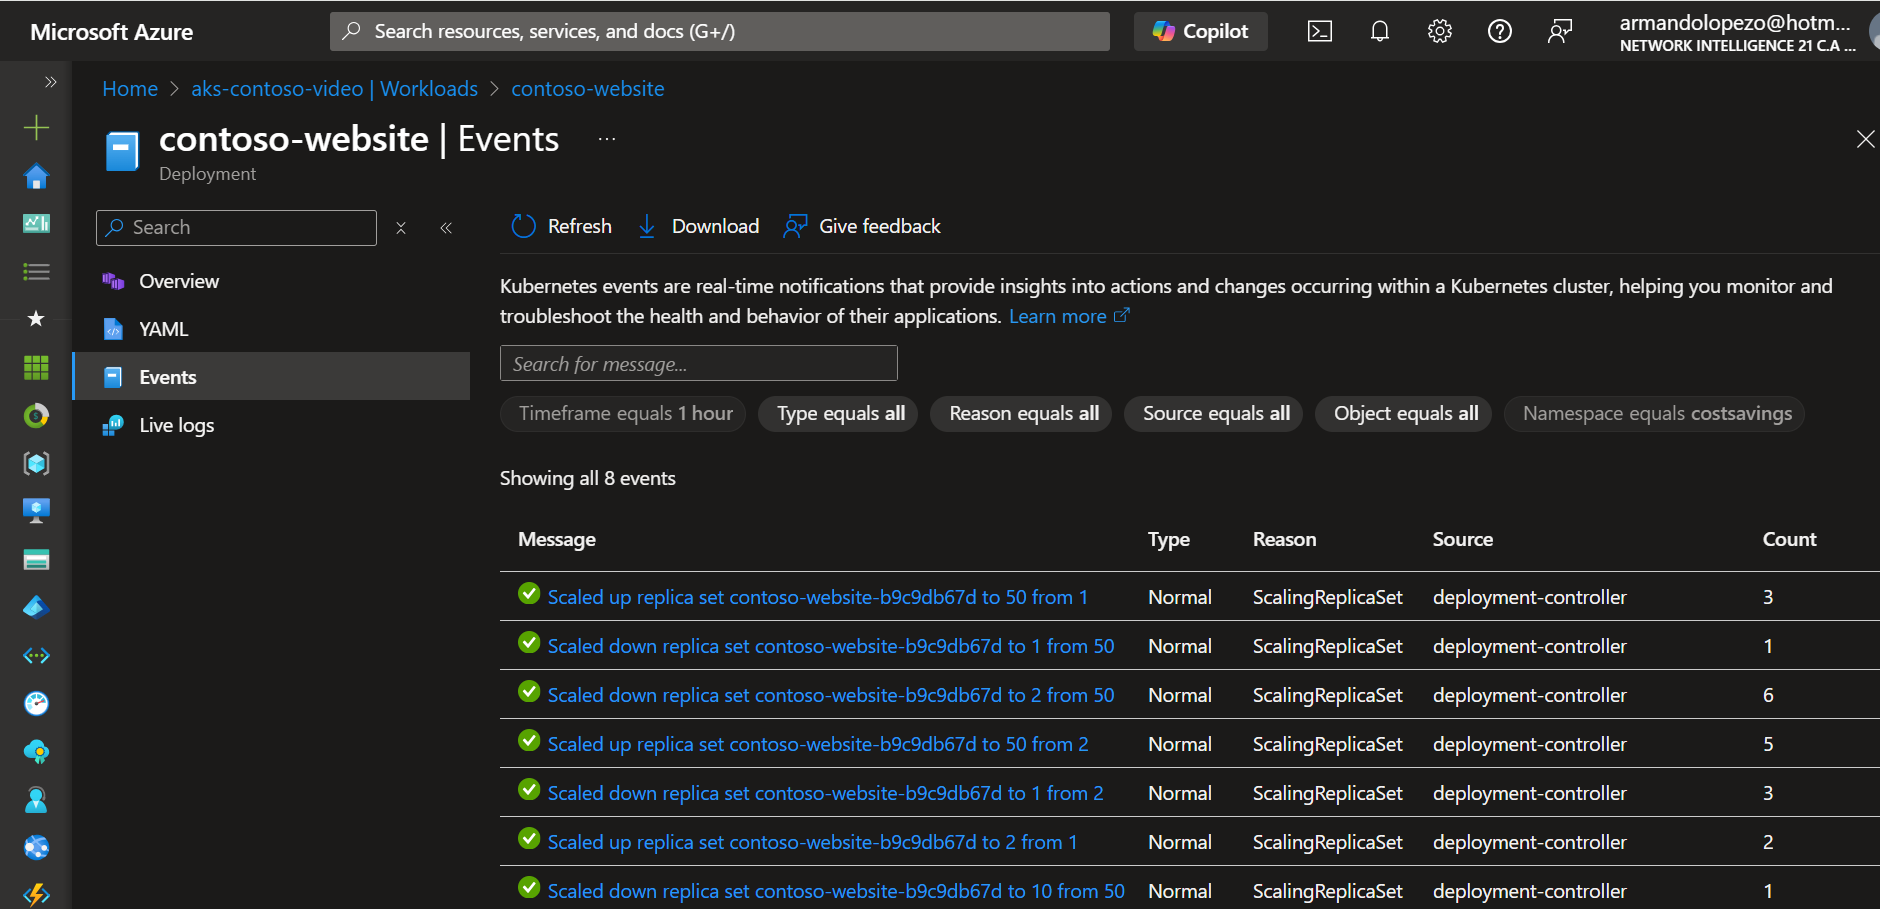 Microsoft Azure
Search resources, services, and docs (G+/)
Copilot
armandolopezo@hotm...
NETWORK INTELLIGENCE 21 C.A ...
Home > aks-contoso-video | Workloads > contoso-website
contoso-website | Events ...
Deployment
Search
Overview
YAML
Events
Live logs
Refresh Download Give feedback
Kubernetes events are real-time notifications that provide insights into actions and changes occurring within a Kubernetes cluster, helping you monitor and
troubleshoot the health and behavior of their applications. Learn more
Search for message...
Timeframe equals 1 hour Type equals all Reason equals all Source equals all Object equals all Namespace equals costsavings
Showing all 8 events
Message Type Reason Source Count
Scaled up replica set contoso-website-b9c9db67d to 50 from 1 Normal ScalingReplicaSet deployment-controller 3
Scaled down replica set contoso-website-b9c9db67d to 1 from 50 Normal ScalingReplicaSet deployment-controller 1
Scaled down replica set contoso-website-b9c9db67d to 2 from 50 Normal ScalingReplicaSet deployment-controller 6
Scaled up replica set contoso-website-b9c9db67d to 50 from 2 Normal ScalingReplicaSet deployment-controller 5
Scaled down replica set contoso-website-b9c9db67d to 1 from 2 Normal ScalingReplicaSet deployment-controller 3
Scaled up replica set contoso-website-b9c9db67d to 2 from 1 Normal ScalingReplicaSet deployment-controller 2
Scaled down replica set contoso-website-b9c9db67d to 10 from 50 Normal ScalingReplicaSet deployment-controller 1